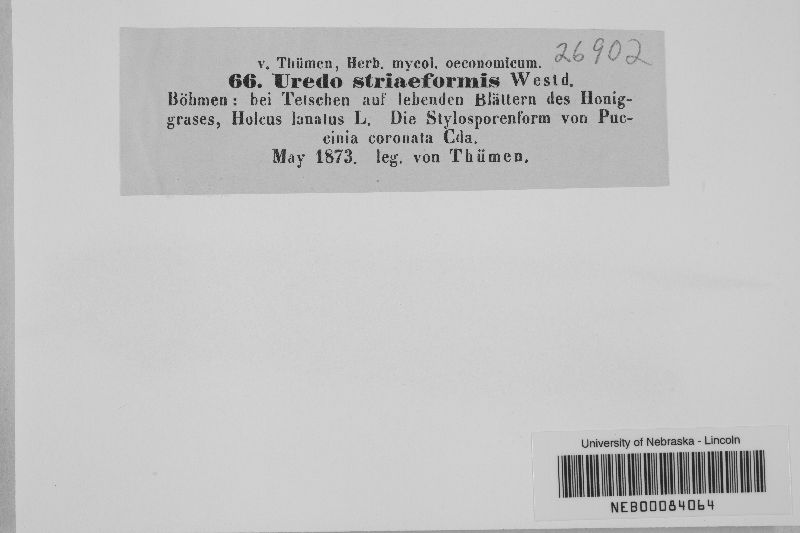 v. Thümen, Herb. mycol. oeconomicum. 26902
66. Uredo striaeformis Westd.
Böhmen: bei Tetschen auf lebenden Blättern des Honig-
grases, Holcus lanatus L. Die Stylosporenform von Puc-
cinia coronata Cda.
May 1873. leg. von Thümen.
University of Nebraska - Lincoln
NEB00084064